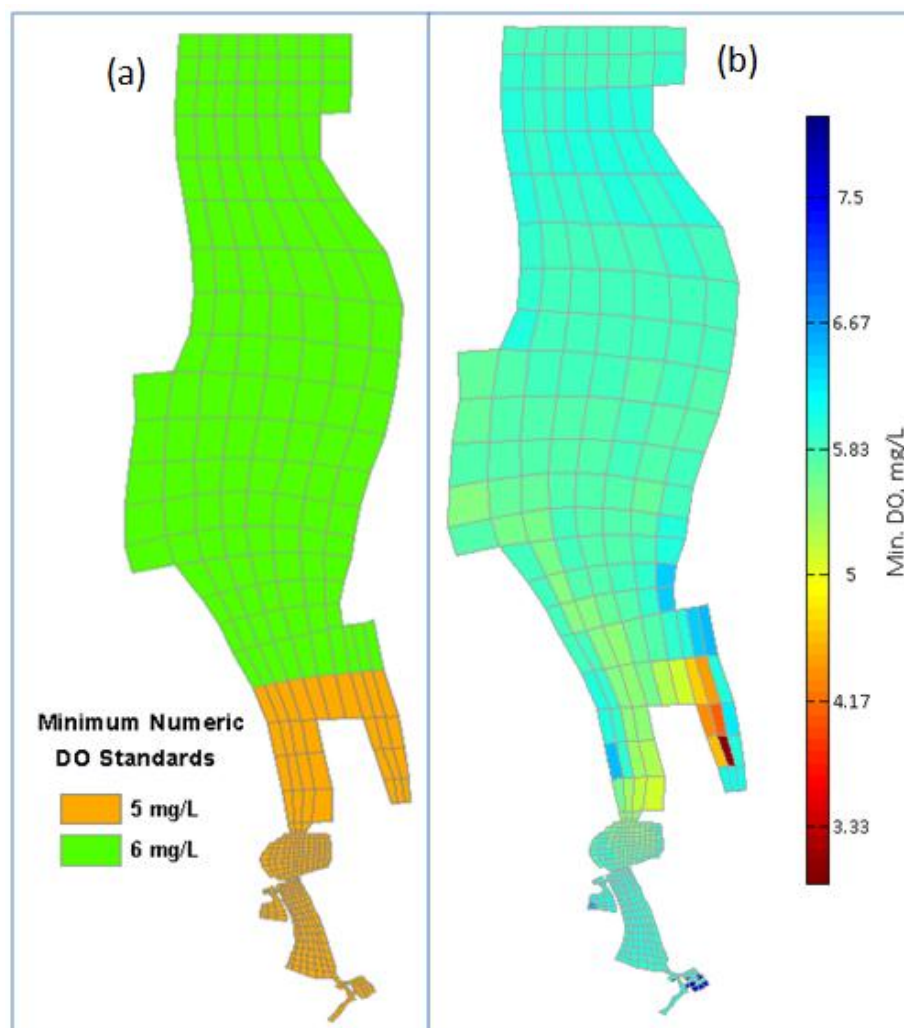 (a)
Minimum Numeric
DO Standards
5 mg/L
6 mg/L
(b)
7.5
6.67
5.83
5
4.17
3.33
Min. DO, mg/L